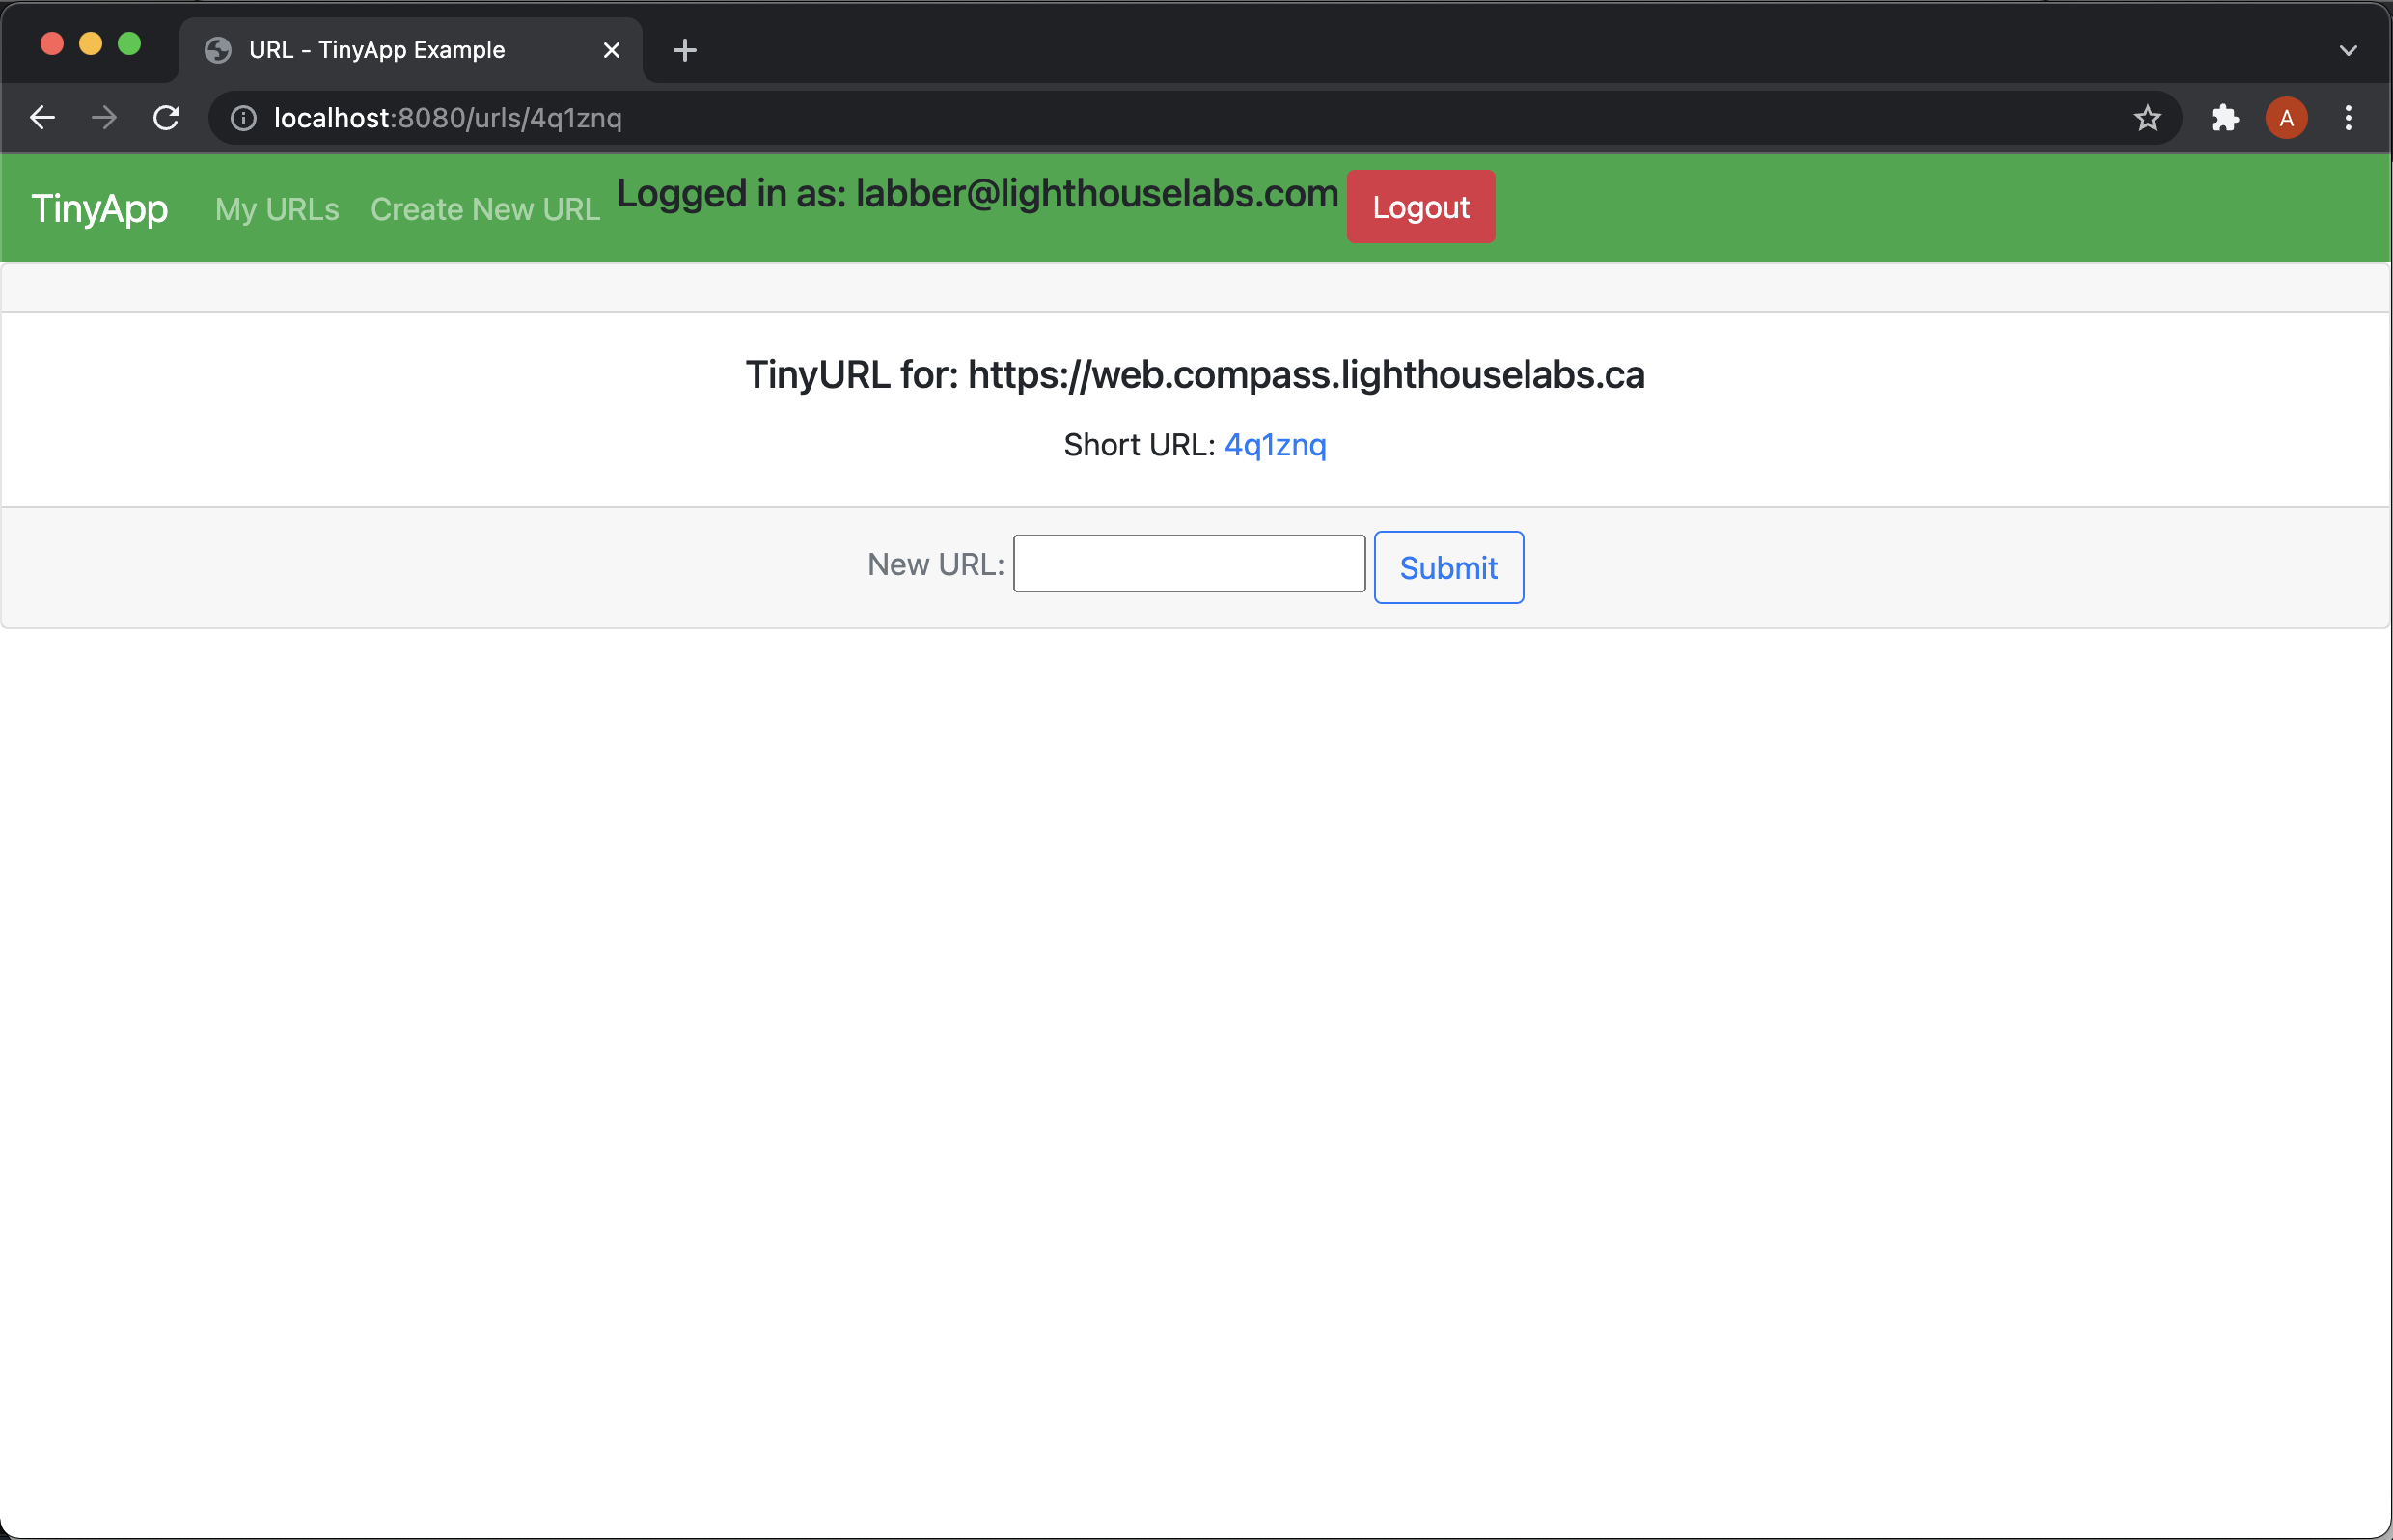 URL - TinyApp Example
localhost:8080/urls/4q1znq
A
TinyApp My URLs Create New URL Logged in as: labber@lighthouselabs.com Logout
TinyURL for: https://web.compass.lighthouselabs.ca
Short URL: 4q1znq
New URL: Submit